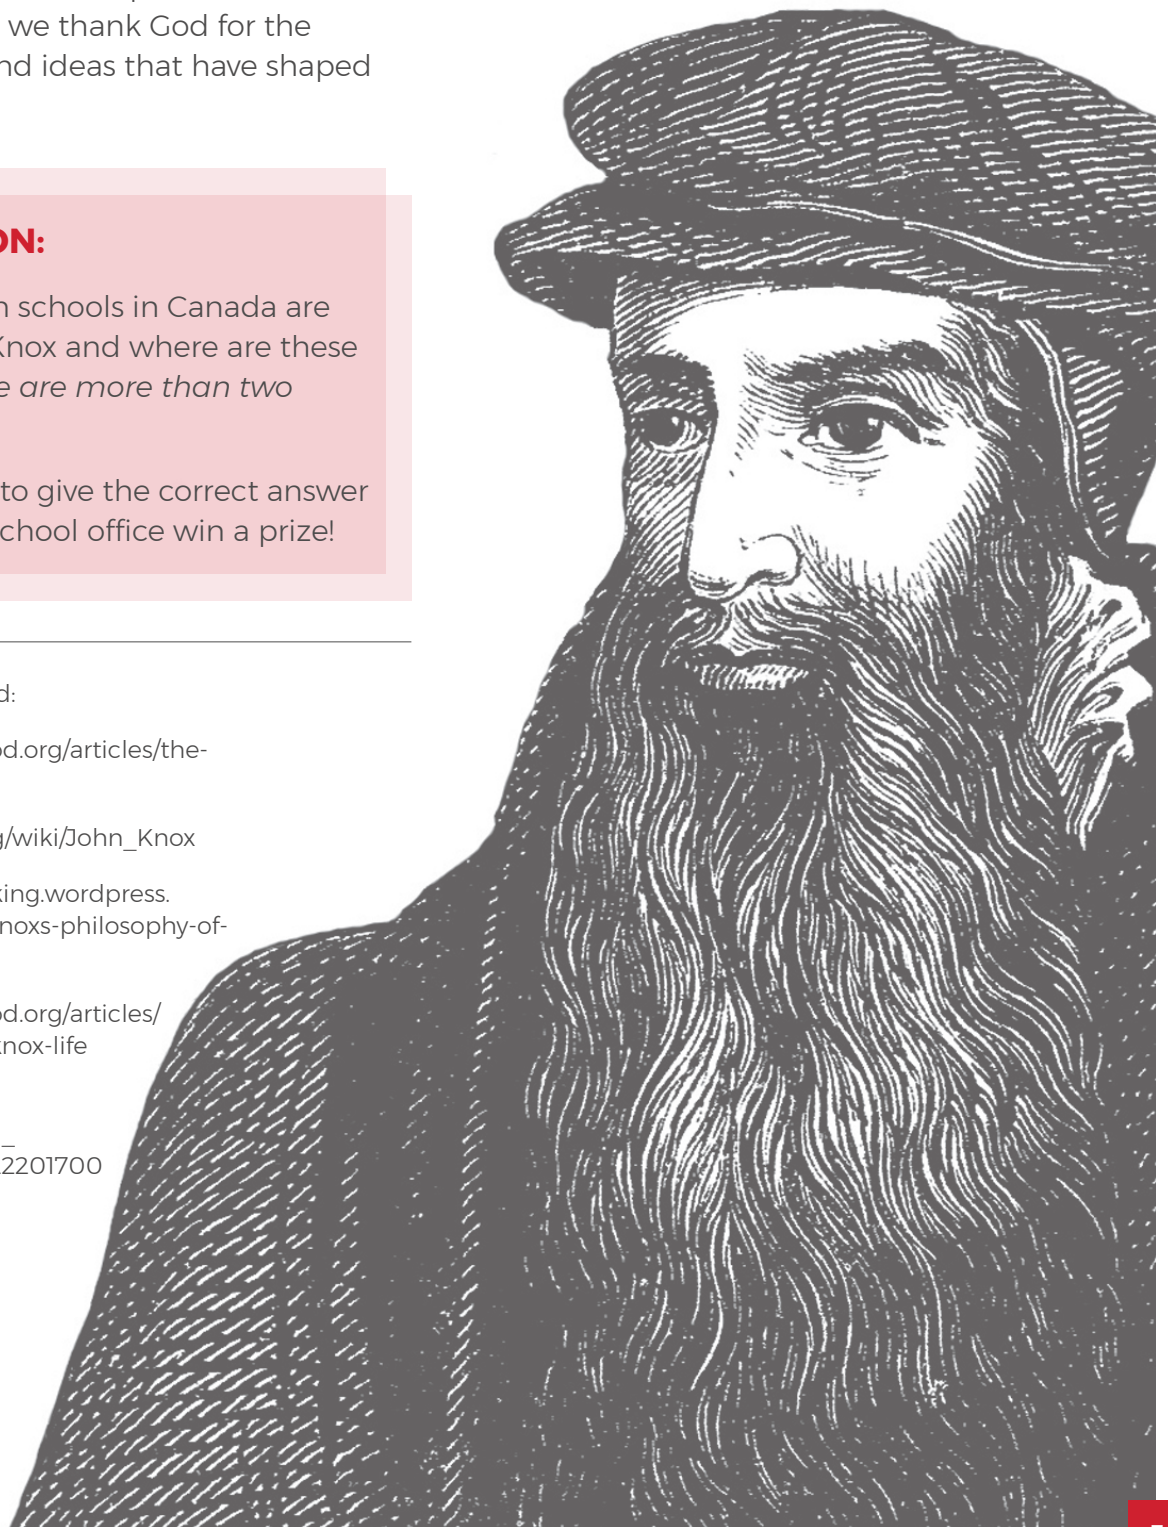 we thank God for the
nd ideas that have shaped
ON:
n schools in Canada are
Knox and where are these
e are more than two
to give the correct answer
school office win a prize!
d:
od.org/articles/the-
g/wiki/John_Knox
king.wordpress.
noxs-philosophy-of-
od.org/articles/
knox-life
_
2201700